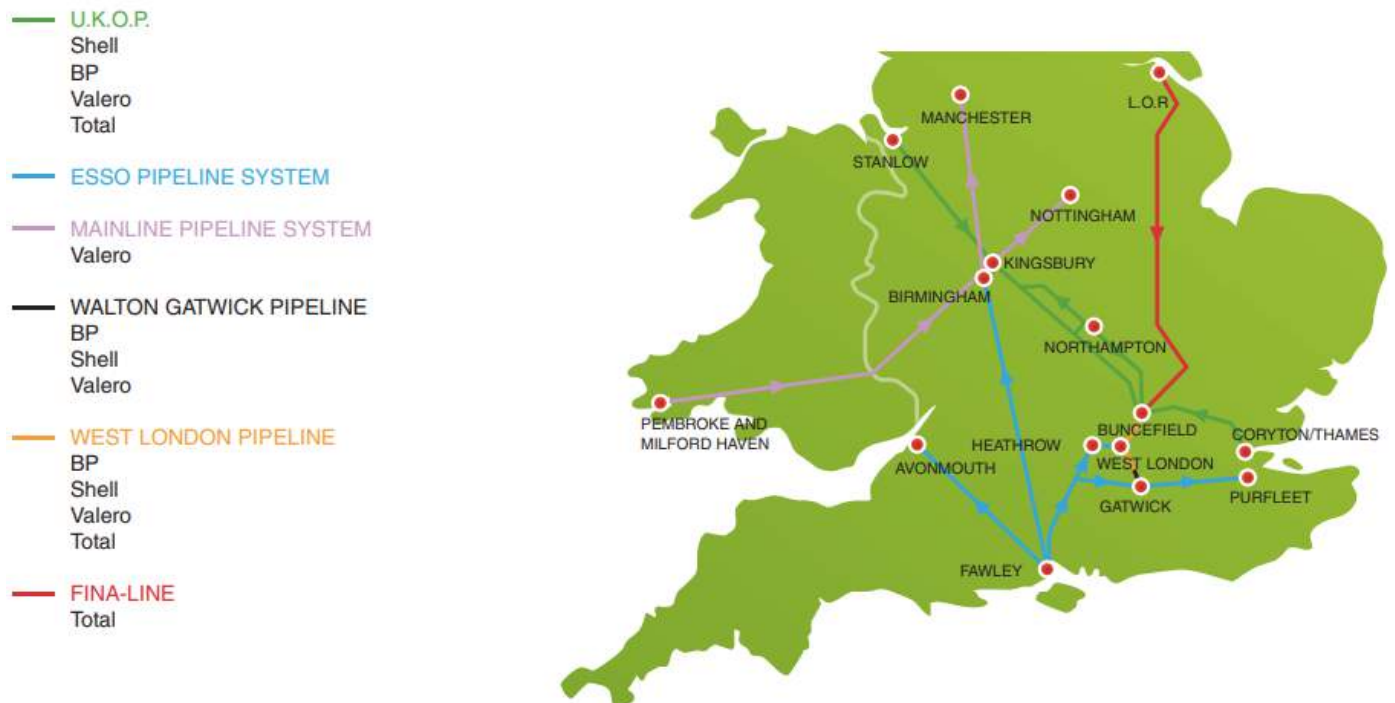 U.K.O.P.
Shell
BP
Valero
Total
ESSO PIPELINE SYSTEM
MAINLINE PIPELINE SYSTEM
Valero
WALTON GATWICK PIPELINE
BP
Shell
Valero
WEST LONDON PIPELINE
BP
Shell
Valero
Total
FINA-LINE
Total
L.O.R
MANCHESTER
STANLOW
NOTTINGHAM
KINGSBURY
BIRMINGHAM
NORTHAMPTON
PEMBROKE AND
MILFORD HAVEN
BUNCEFIELD
CORYTON/THAMES
HEATHROW
WEST LONDON
AVONMOUTH
GATWICK
PURFLEET
FAWLEY